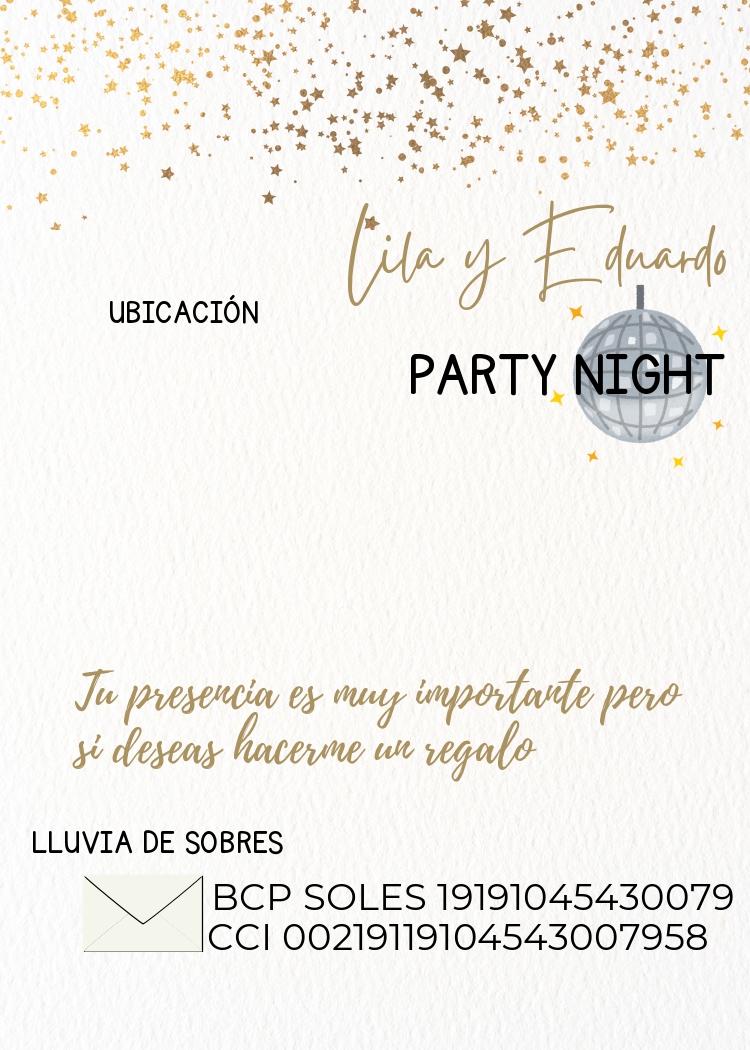 Lila y Eduardo
UBICACIÓN
PARTY NIGHT
Tu presencia es muy importante pero
si deseas hacerme un regalo
LLUVIA DE SOBRES
BCP SOLES 19191045430079
CCI 00219119104543007958